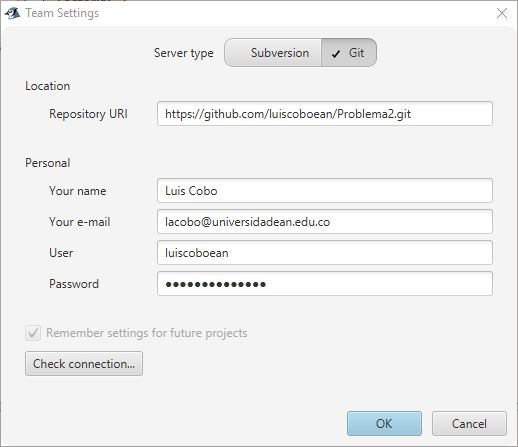 Team Settings
Server type Subversion Git
Location
Repository URI https://github.com/luiscoboean/Problema2.git
Personal
Your name Luis Cobo
Your e-mail lacobo@universidadean.edu.co
User luiscoboean
Password ●●●●●●●●●●●●●●
Remember settings for future projects
Check connection...
OK Cancel